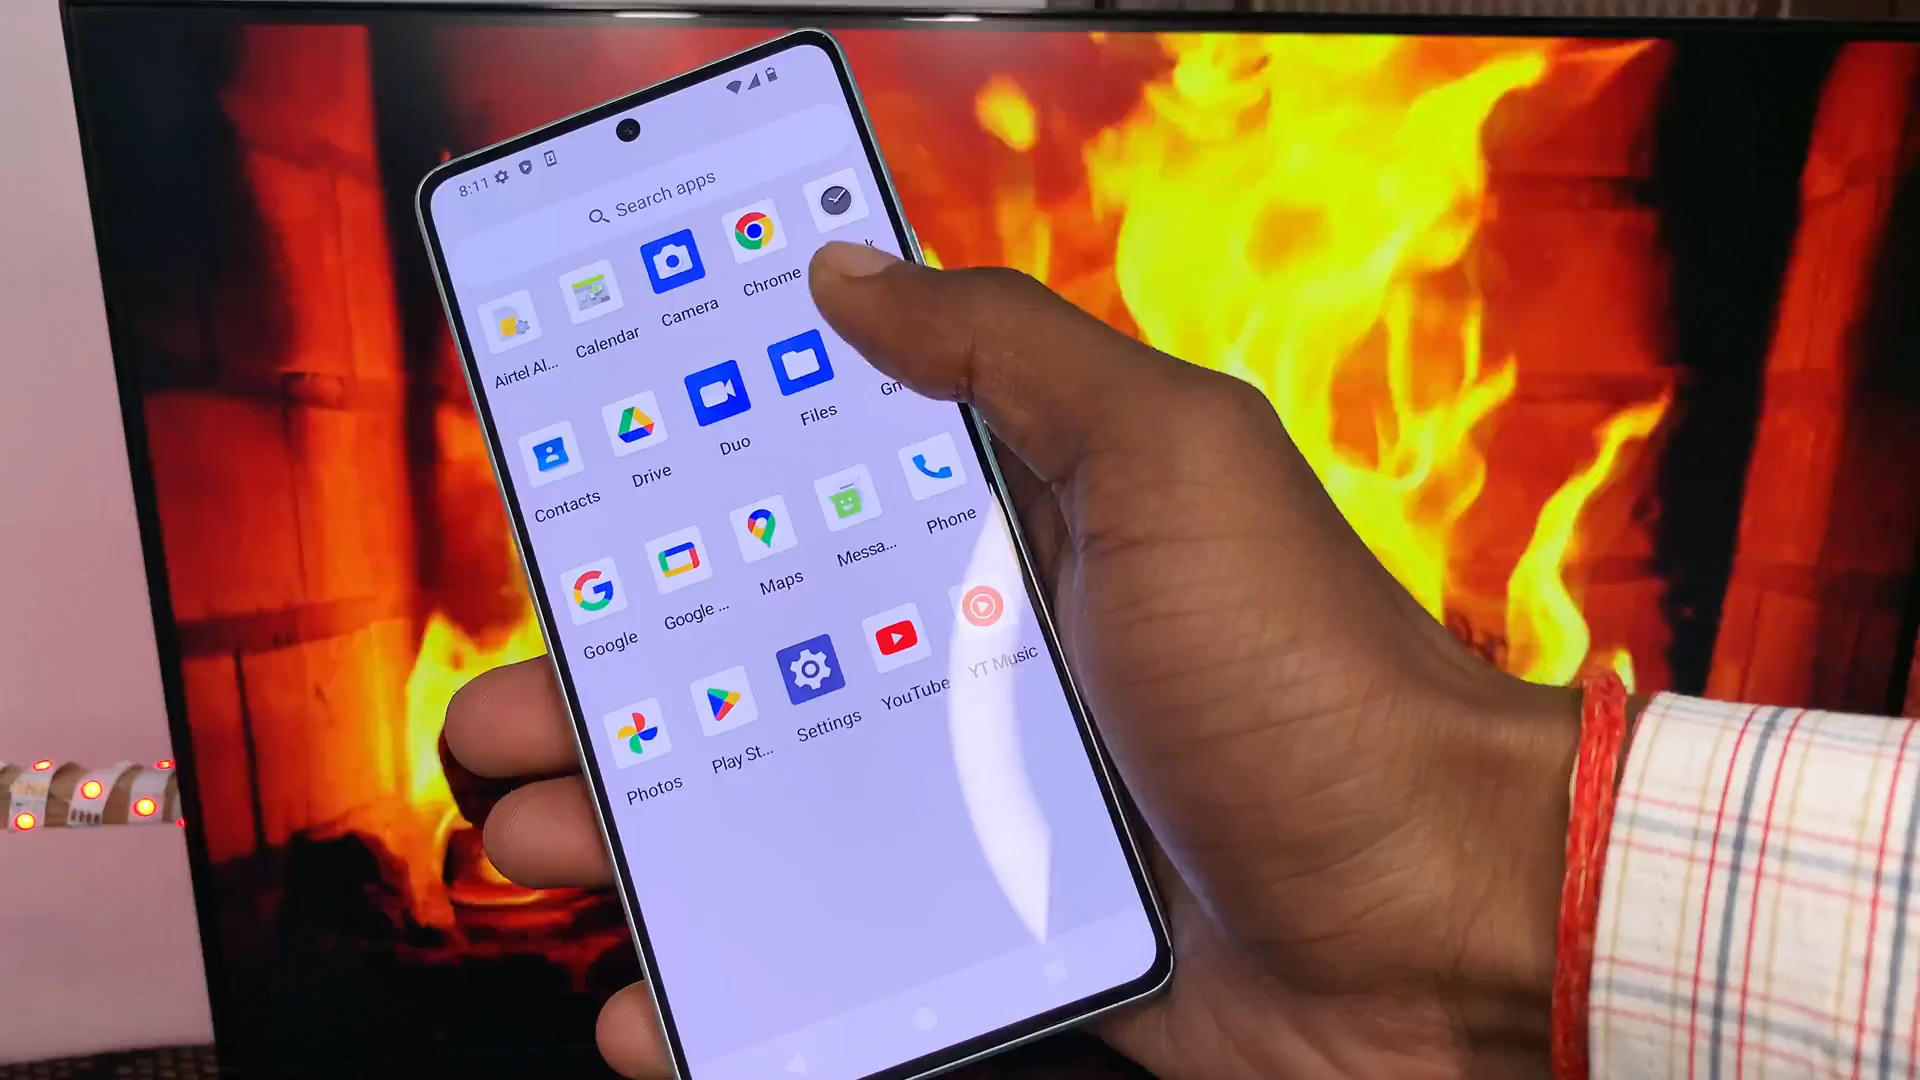 8:11
Search apps
Airtel Al... Calendar Camera Chrome
Contacts Drive Duo Files
Google Google ... Maps Messa... Phone
Photos Play St... Settings YouTube YT Music